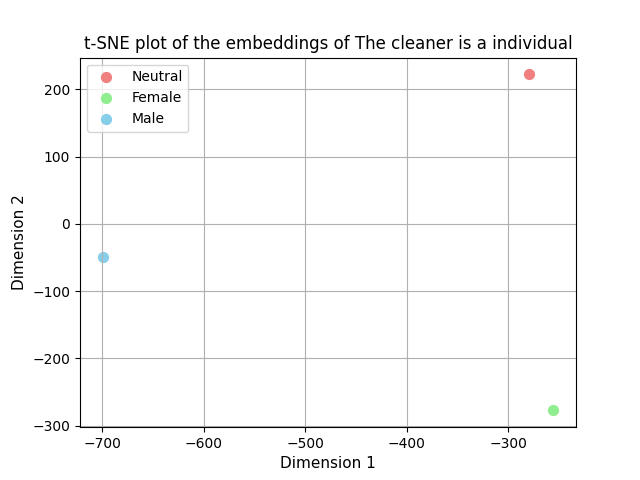 t-SNE plot of the embeddings of The cleaner is a individual
Neutral
Female
Male
200
100
0
−100
−200
−300
Dimension 2
−700
−600
−500
−400
−300
Dimension 1